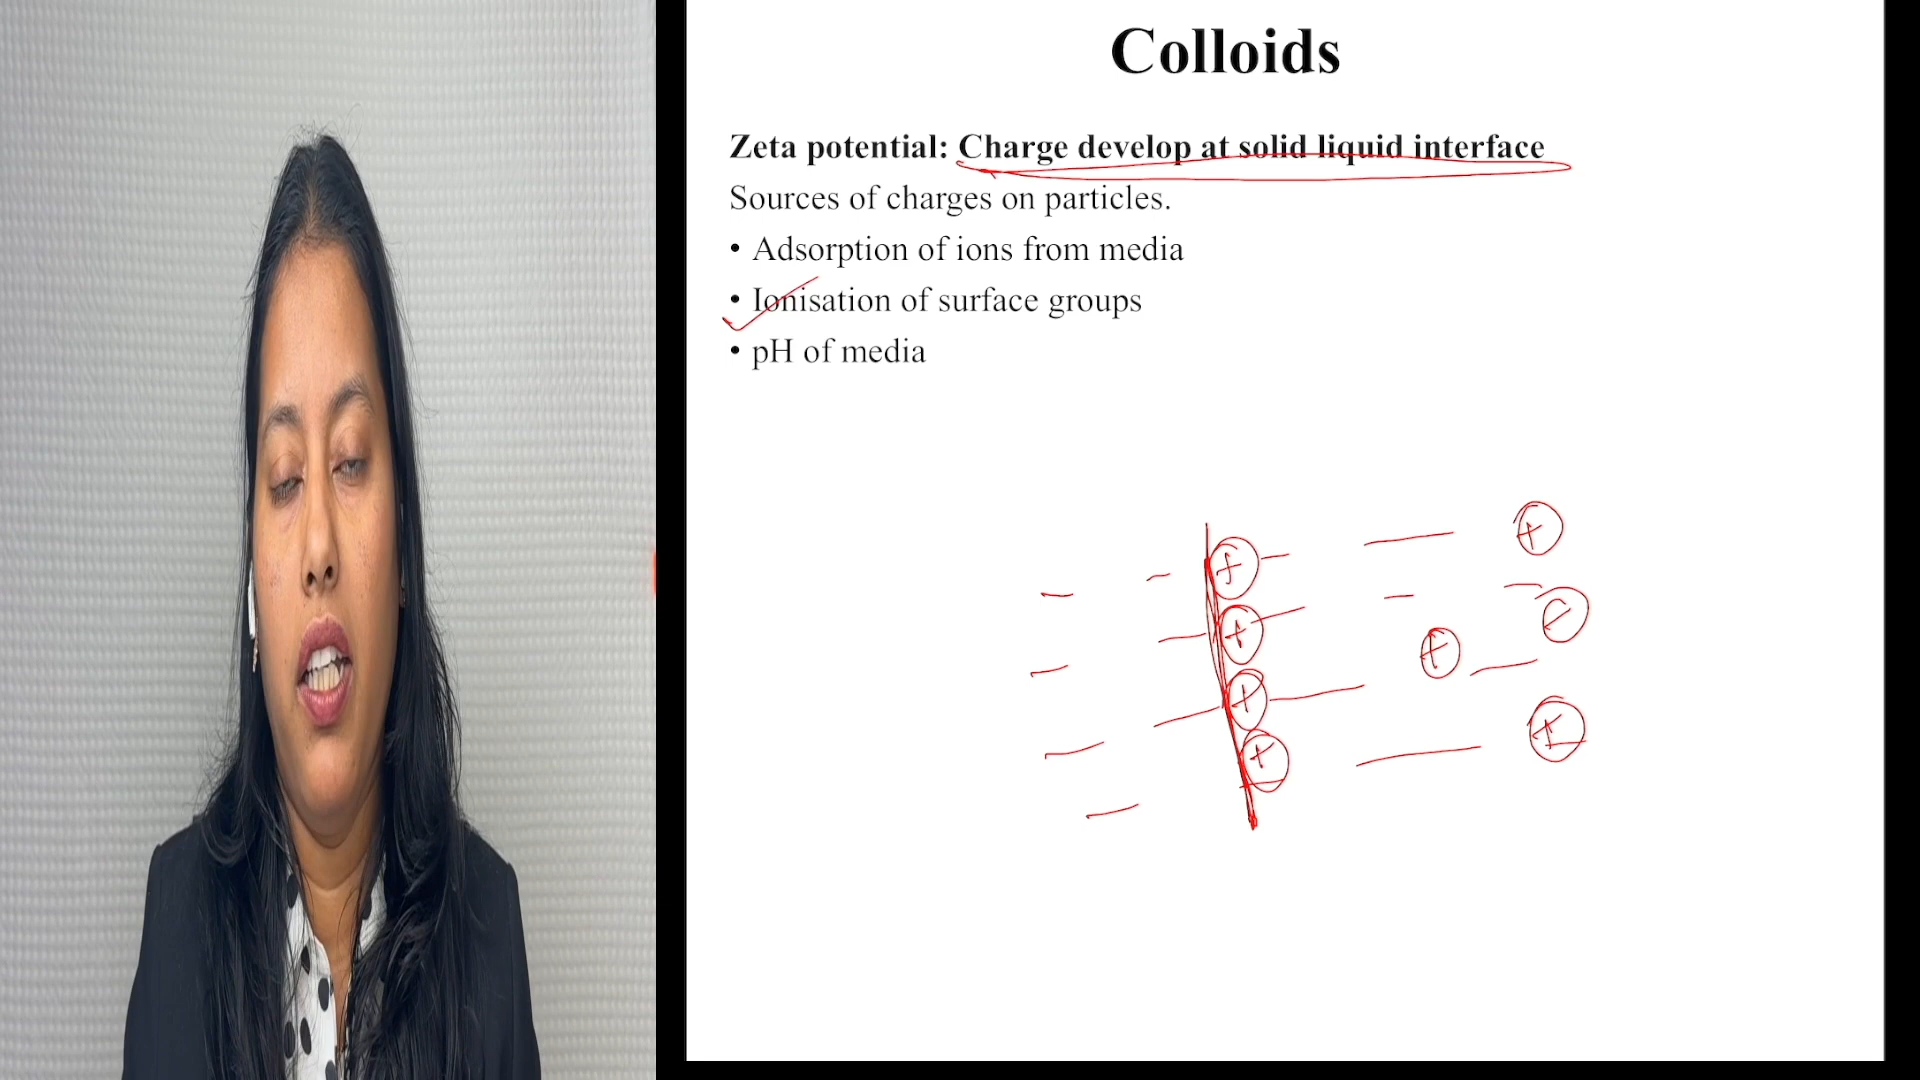 Colloids
Zeta potential: Charge develop at solid liquid interface
Sources of charges on particles.
• Adsorption of ions from media
• Ionisation of surface groups
• pH of media
+ +
+ + -
+ +
+